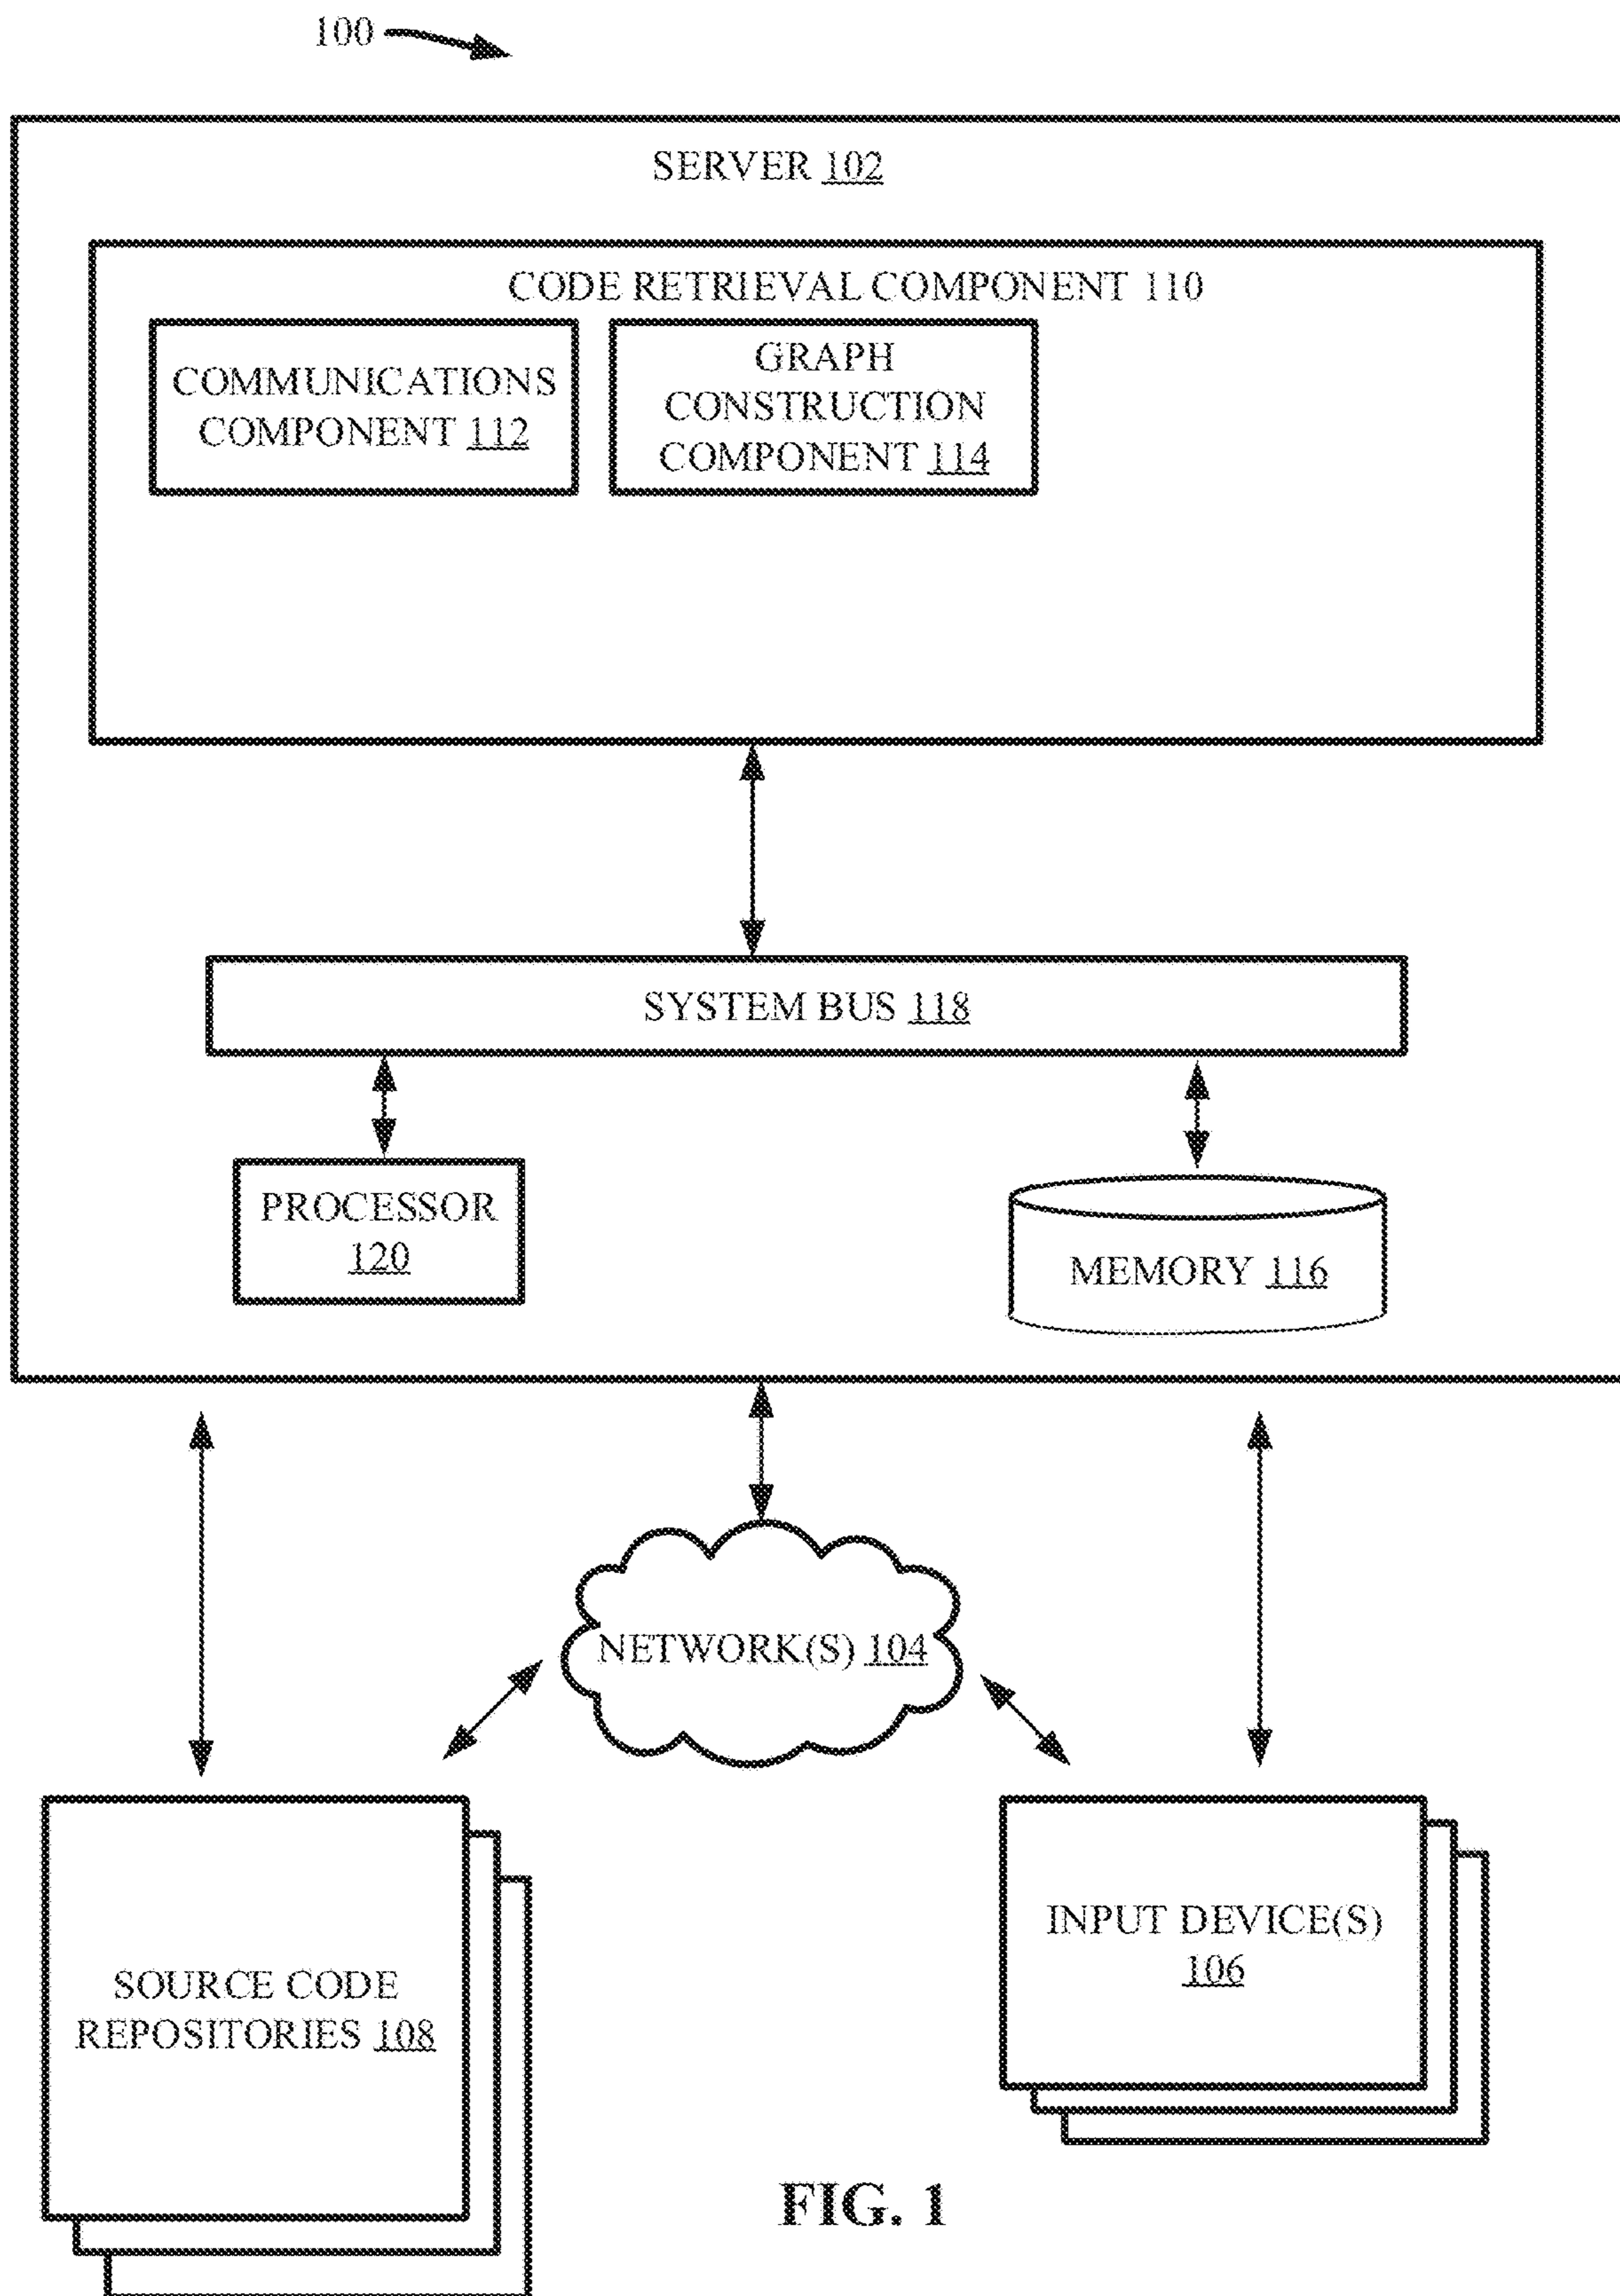 100
SERVER 102
CODE RETRIEVAL COMPONENT 110
COMMUNICATIONS
COMPONENT 112
GRAPH
CONSTRUCTION
COMPONENT 114
SYSTEM BUS 118
PROCESSOR
120
MEMORY 116
NETWORK(S) 104
SOURCE CODE
REPOSITORIES 108
INPUT DEVICE(S)
106
FIG. 1